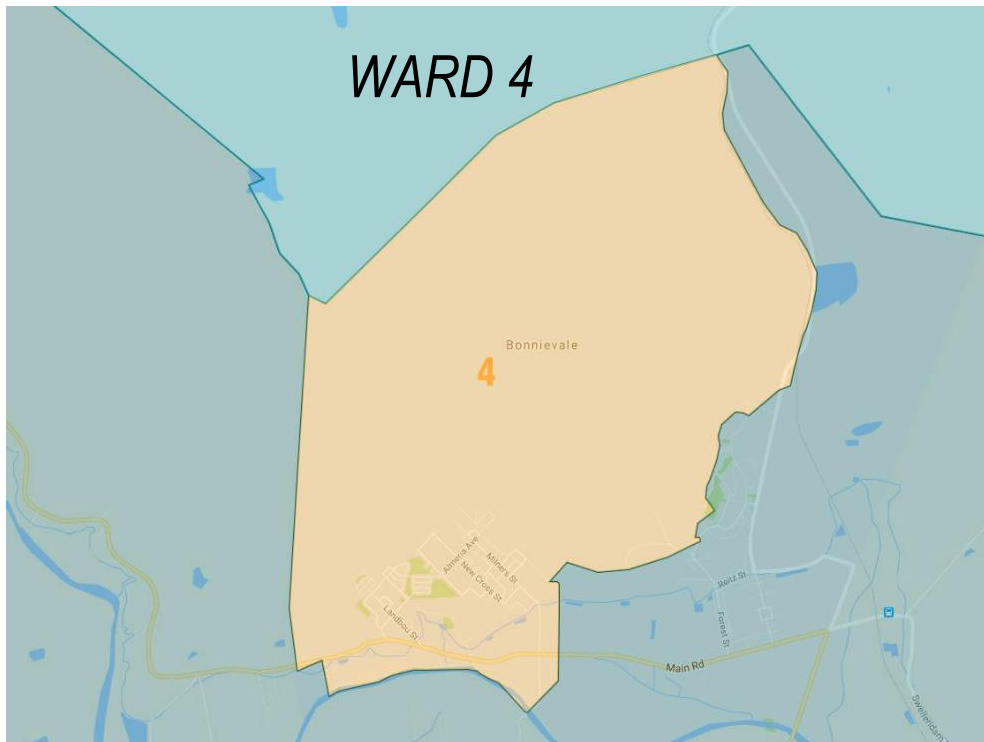 WARD 4
Bonnievale
4
Almeria Ave
Milners St
New Cross St
Landbou St
Reitz St
Forest St
Main Rd
Swellendam